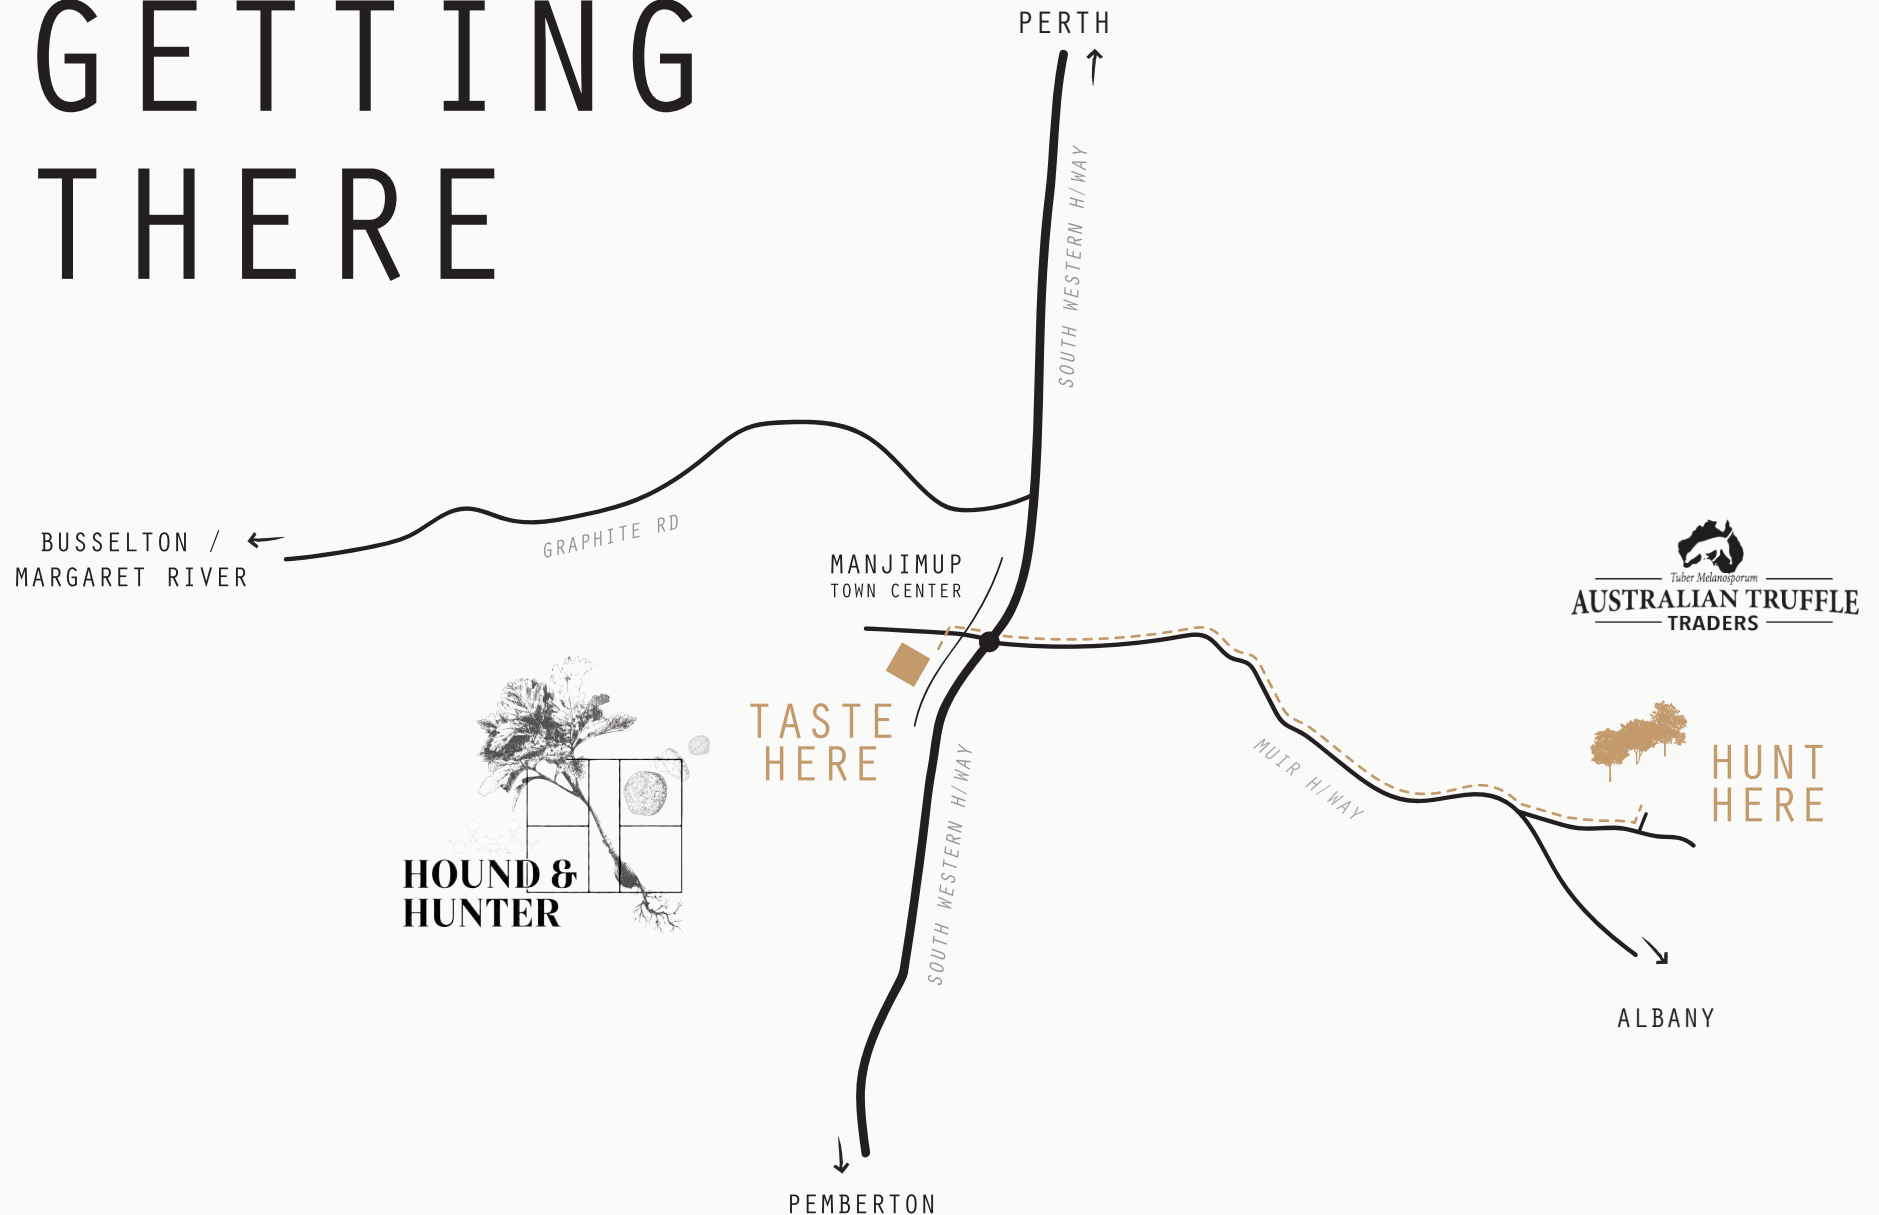 GETTING
THERE
PERTH
SOUTH WESTERN H/WAY
BUSSELTON /
MARGARET RIVER
GRAPHITE RD
MANJIMUP
TOWN CENTER
Tuber Melanosporum
AUSTRALIAN TRUFFLE
TRADERS
TASTE
HERE
HUNT
HERE
MUIR H/WAY
SOUTH WESTERN H/WAY
HOUND &
HUNTER
ALBANY
PEMBERTON